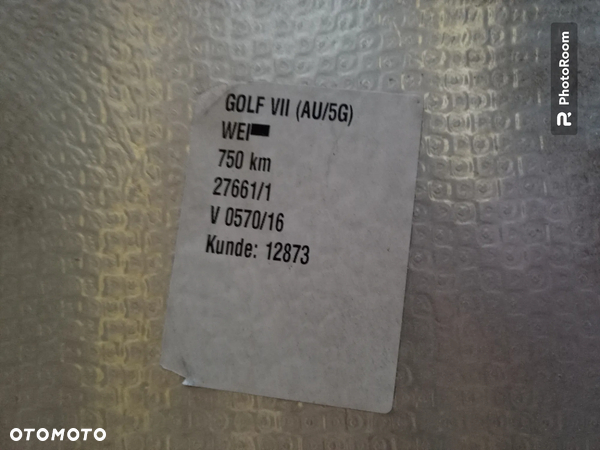 GOLF VII (AU/5G)
WEI
750 km
27661/1
V 0570/16
Kunde: 12873
PhotoRoom
OTOMOTO